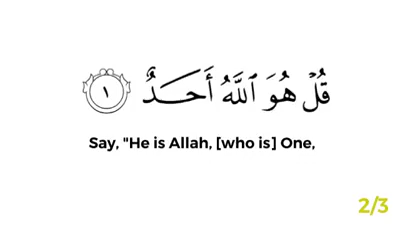 قُلۡ هُوَ ٱللَّهُ أَحَدٌ ١
Say, "He is Allah, [who is] One,
2/3